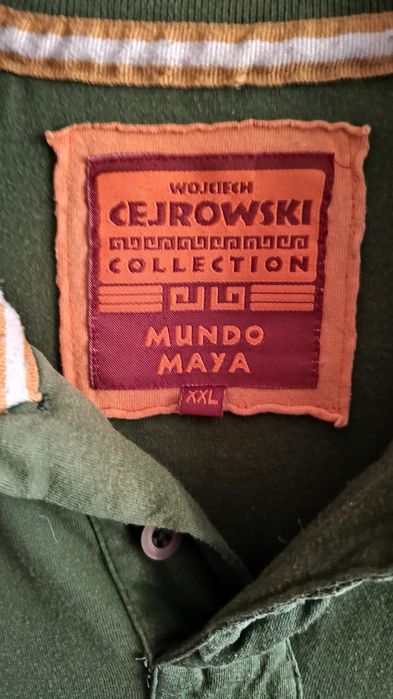 WOJCIECH
CEJROWSKI
COLLECTION
MUNDO
MAYA
XXL